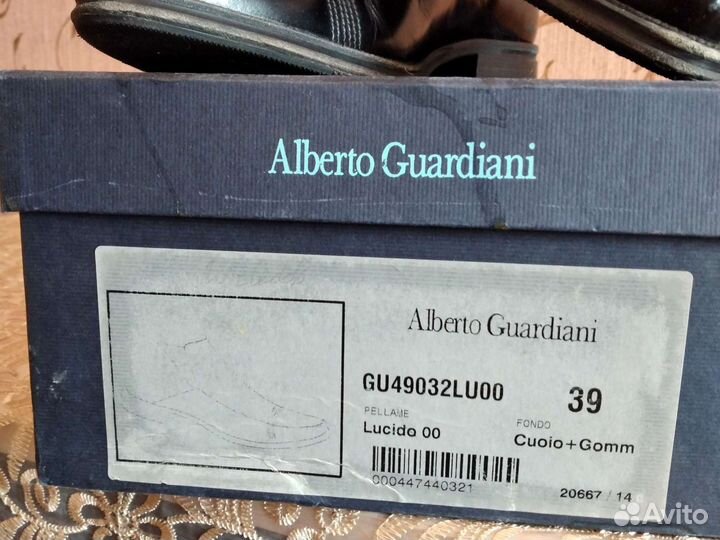 Alberto Guardiani
Alberto Guardiani
GU49032LU00 39
PELLAME FONDO
Lucido 00 Cuoio+Gomm
000447440321
20667 / 14
Avito